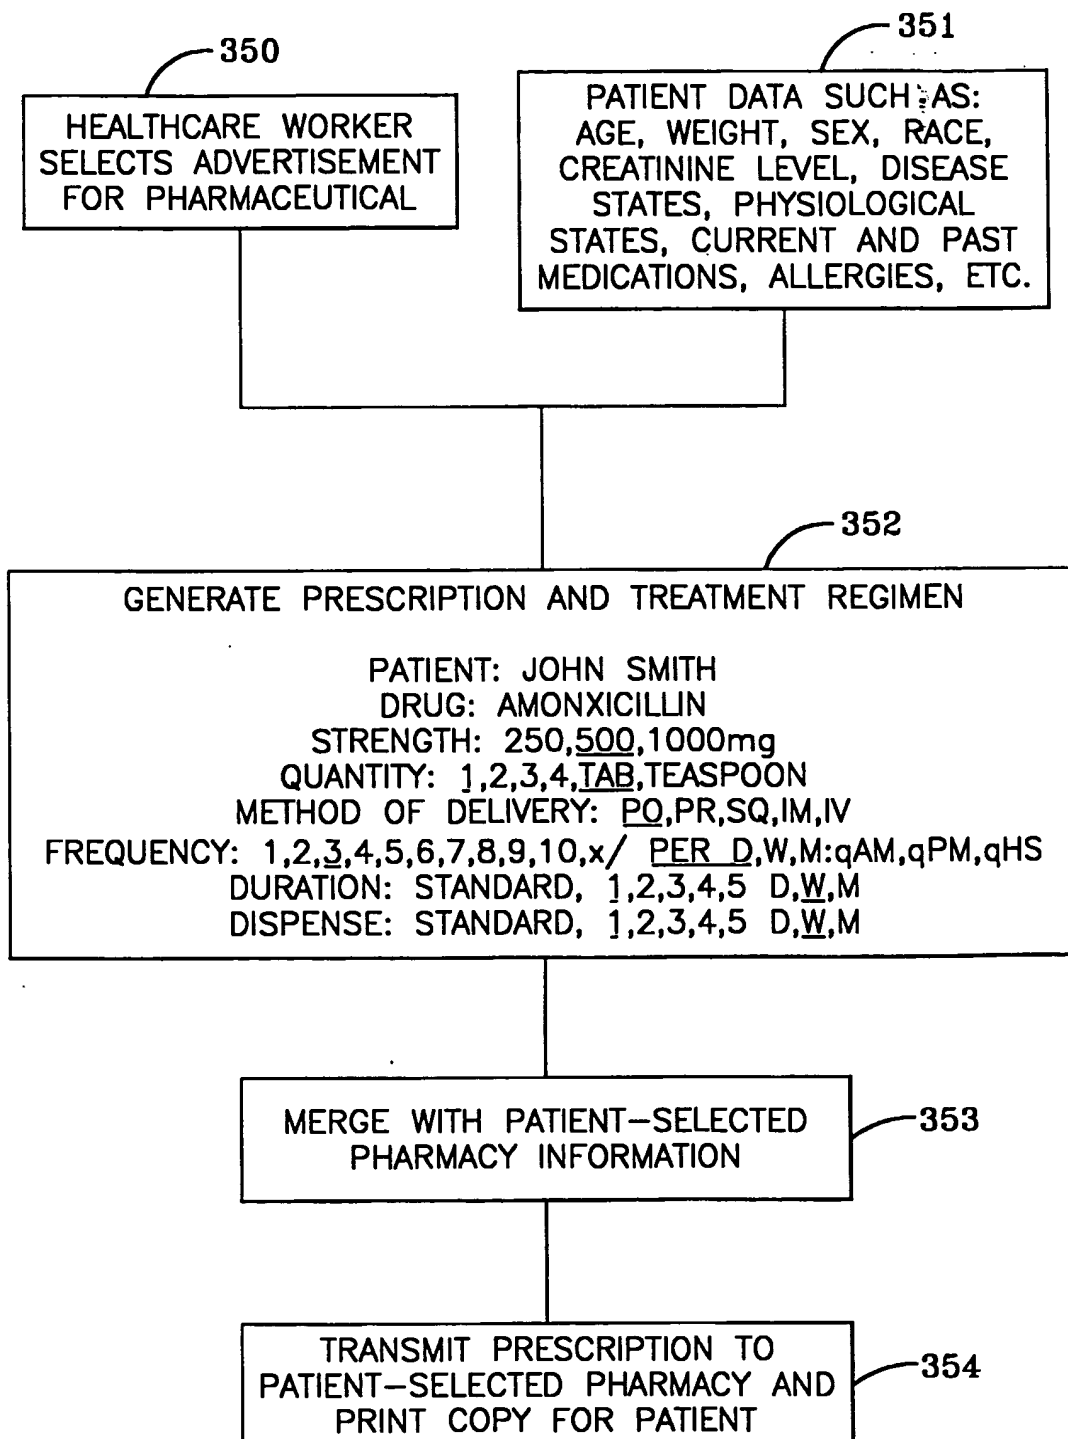 350
HEALTHCARE WORKER
SELECTS ADVERTISEMENT
FOR PHARMACEUTICAL
351
PATIENT DATA SUCH AS:
AGE, WEIGHT, SEX, RACE,
CREATININE LEVEL, DISEASE
STATES, PHYSIOLOGICAL
STATES, CURRENT AND PAST
MEDICATIONS, ALLERGIES, ETC.
352
GENERATE PRESCRIPTION AND TREATMENT REGIMEN
PATIENT: JOHN SMITH
DRUG: AMONXICILLIN
STRENGTH: 250,500,1000mg
QUANTITY: 1,2,3,4,TAB,TEASPOON
METHOD OF DELIVERY: PO,PR,SQ,IM,IV
FREQUENCY: 1,2,3,4,5,6,7,8,9,10,x/ PER D,W,M:qAM,qPM,qHS
DURATION: STANDARD, 1,2,3,4,5 D,W,M
DISPENSE: STANDARD, 1,2,3,4,5 D,W,M
MERGE WITH PATIENT-SELECTED
PHARMACY INFORMATION
353
TRANSMIT PRESCRIPTION TO
PATIENT-SELECTED PHARMACY AND
PRINT COPY FOR PATIENT
354